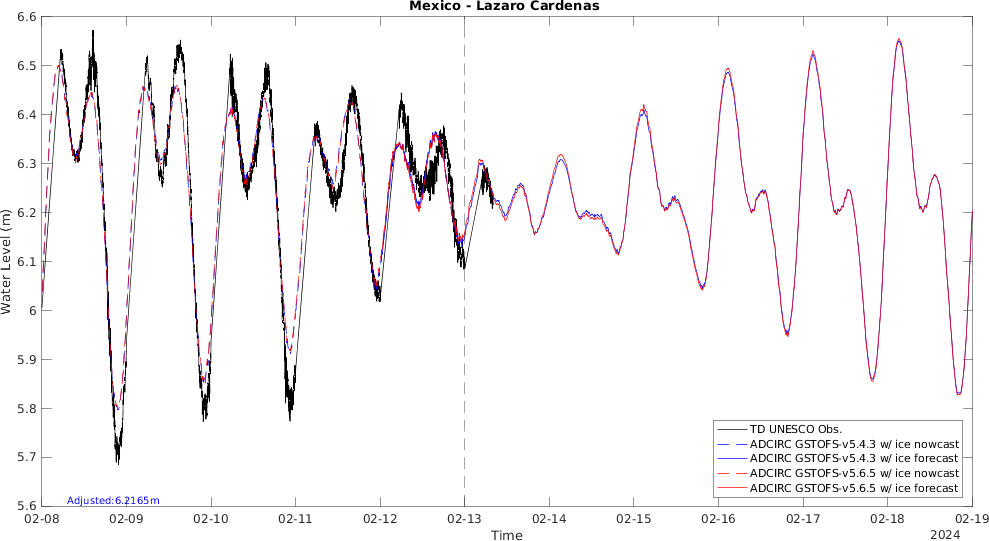 Mexico - Lazaro Cardenas
6.6
6.5
6.4
6.3
6.2
6.1
6
5.9
5.8
5.7
5.6
Water Level (m)
Adjusted:6.2165m
TD UNESCO Obs.
ADCIRC GSTOFS-v5.4.3 w/ ice nowcast
ADCIRC GSTOFS-v5.4.3 w/ ice forecast
ADCIRC GSTOFS-v5.6.5 w/ ice nowcast
ADCIRC GSTOFS-v5.6.5 w/ ice forecast
02-08 02-09 02-10 02-11 02-12 02-13 02-14 02-15 02-16 02-17 02-18 02-19
Time
2024